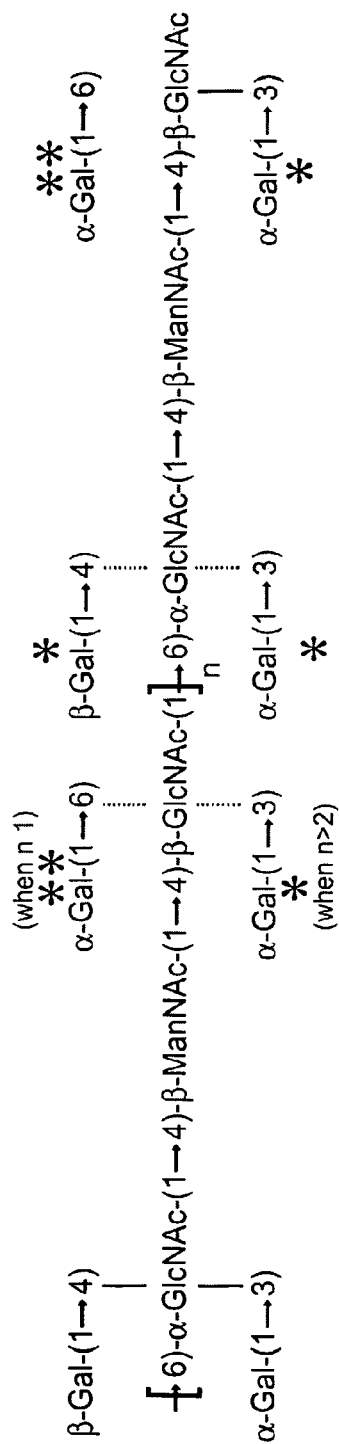 (when n 1)
** * **
β-Gal-(1→4) α-Gal-(1→6) β-Gal-(1→4) α-Gal-(1→6)
[→6)-α-GlcNAc-(1→4)-β-ManNAc-(1→4)-β-GlcNAc-(1]→6)-α-GlcNAc-(1→4)-β-ManNAc-(1→4)-β-GlcNAc
n
α-Gal-(1→3) α-Gal-(1→3) α-Gal-(1→3) α-Gal-(1→3)
* * *
(when n>2)